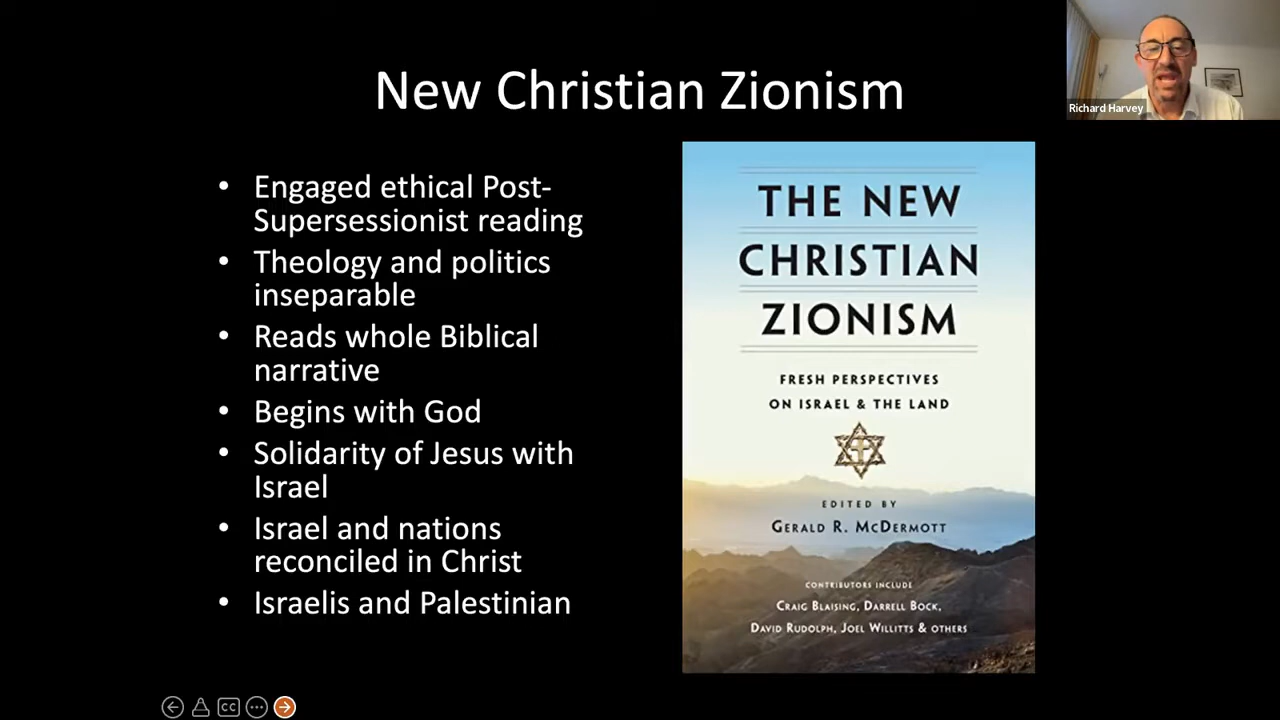 New Christian Zionism
Richard Harvey
• Engaged ethical Post-
Supersessionist reading
• Theology and politics
inseparable
• Reads whole Biblical
narrative
• Begins with God
• Solidarity of Jesus with
Israel
• Israel and nations
reconciled in Christ
• Israelis and Palestinian
THE NEW
CHRISTIAN
ZIONISM
FRESH PERSPECTIVES
ON ISRAEL & THE LAND
EDITED BY
GERALD R. MCDERMOTT
CONTRIBUTORS INCLUDE
CRAIG BLAISING, DARRELL BOCK,
DAVID RUDOLPH, JOEL WILLITTS & OTHERS
CC